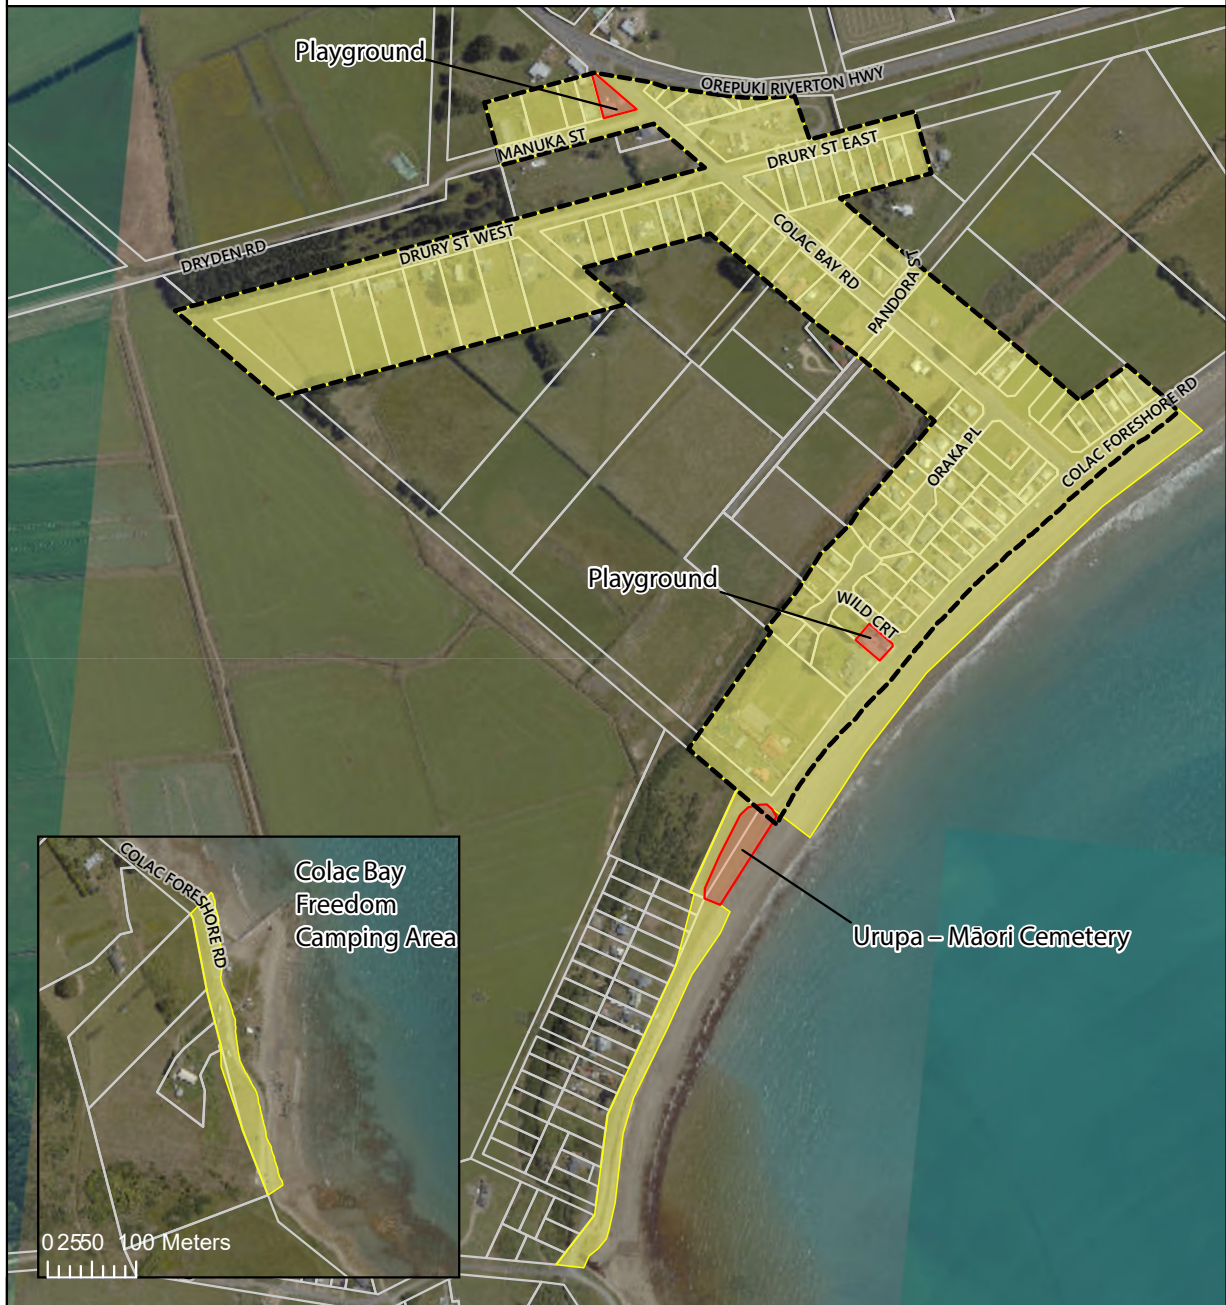 Playground
OREPUKI RIVERTON HWY
MANUKA ST
DRURY ST EAST
DRYDEN RD
DRURY ST WEST
COLAC BAY RD
PANDORA ST
COLAC FORESHORE RD
ORAKA PL
Playground
WILD CRT
Urupa – Māori Cemetery
COLAC FORESHORE RD
Colac Bay
Freedom
Camping Area
0 25 50 100 Meters